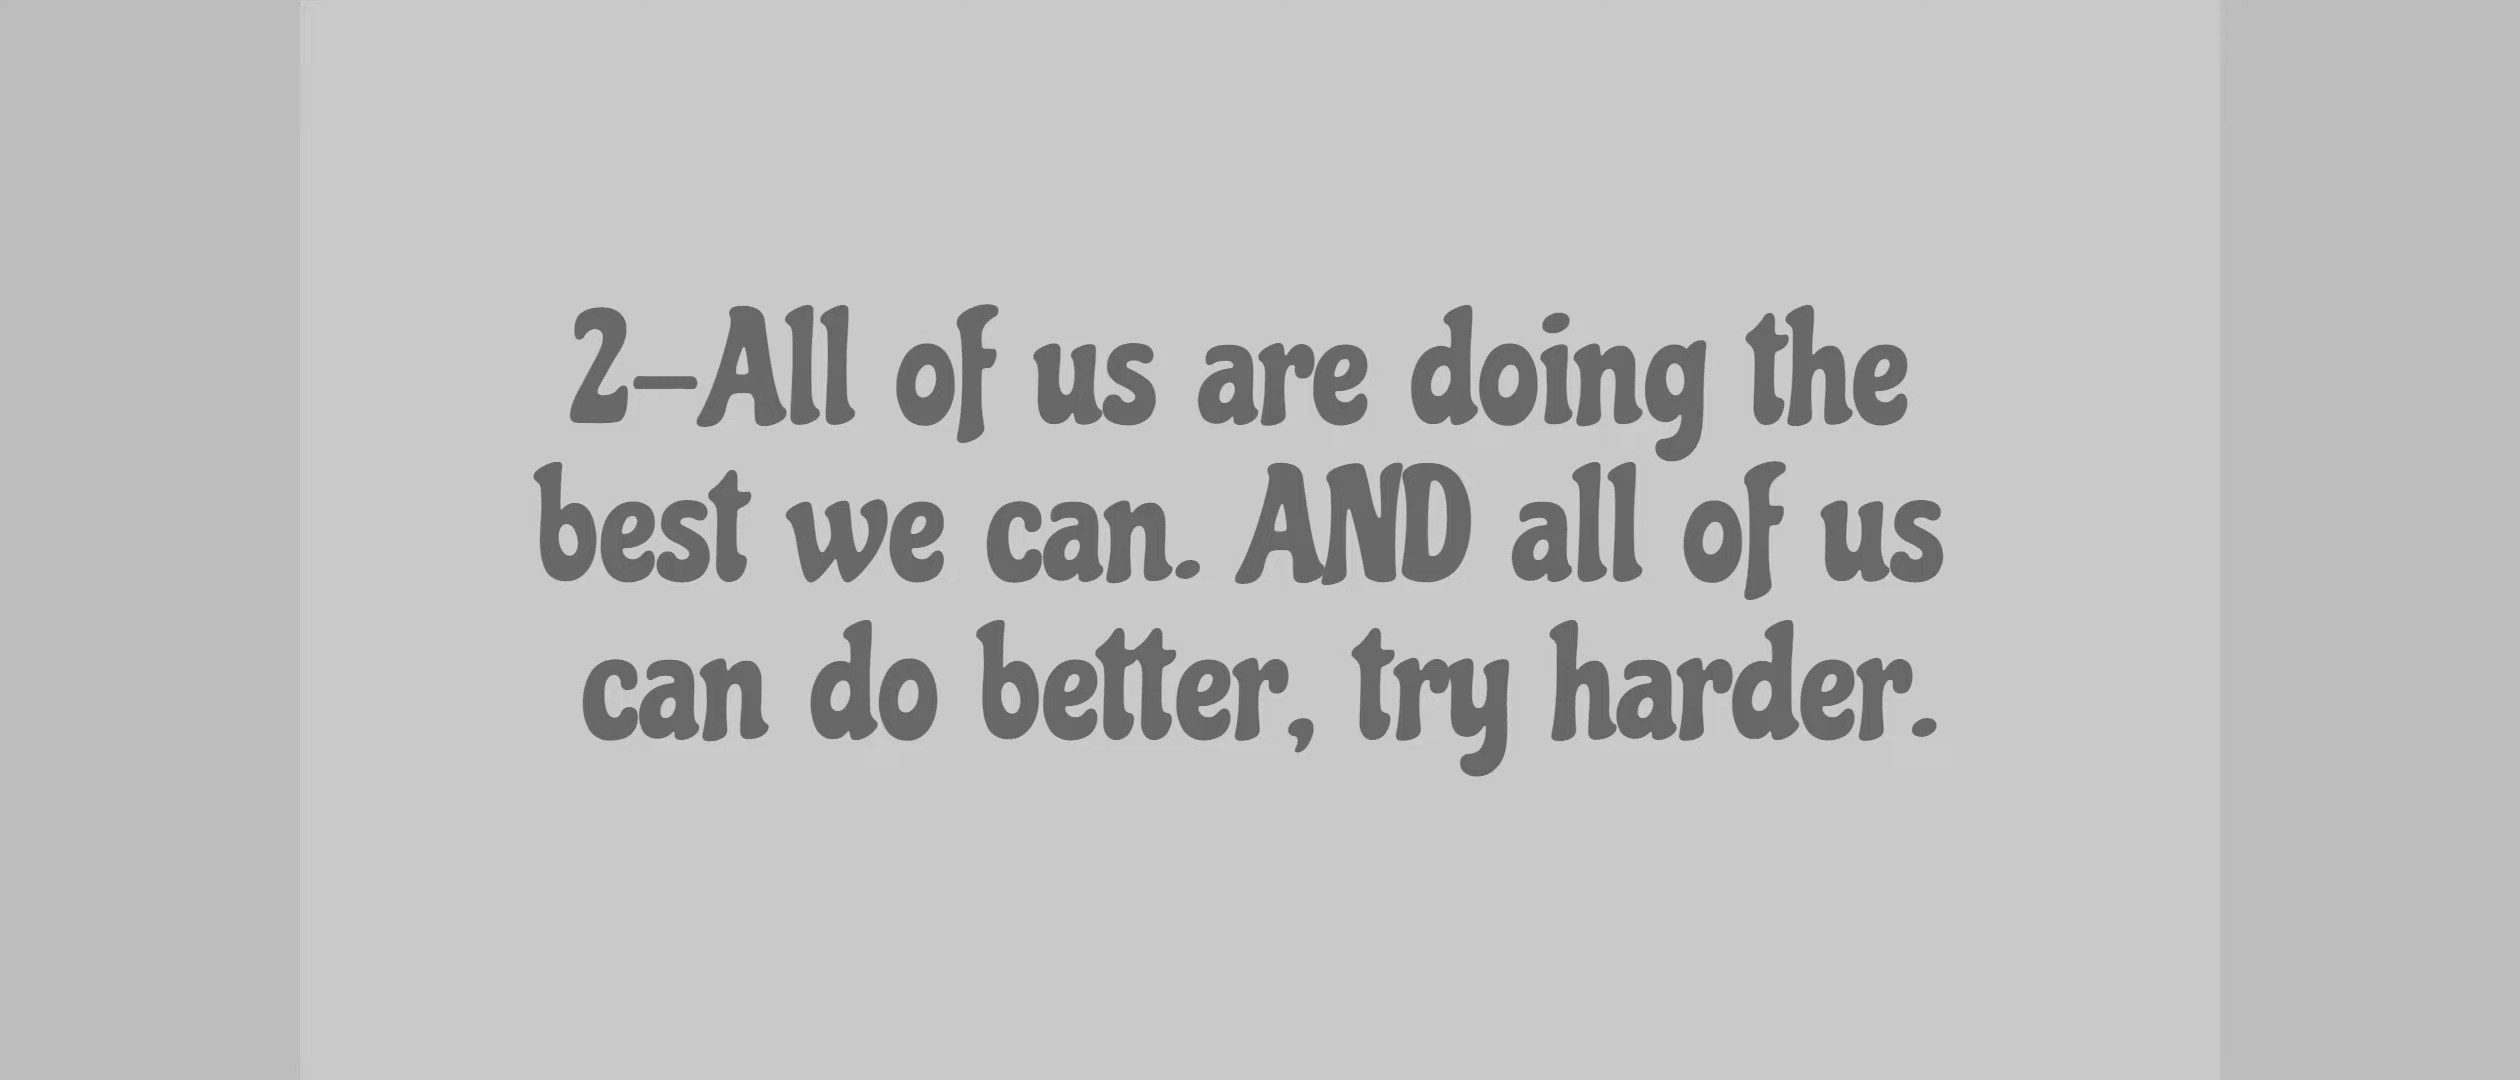 2—All of us are doing the
best we can. AND all of us
can do better, try harder.